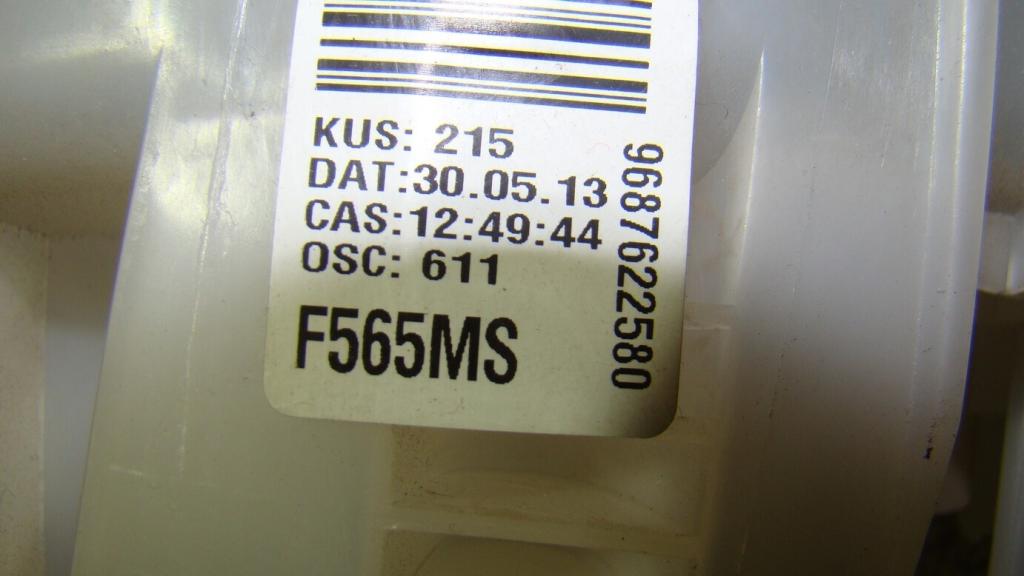 KUS: 215
DAT:30.05.13
CAS:12:49:44
OSC: 611
F565MS
9687622580